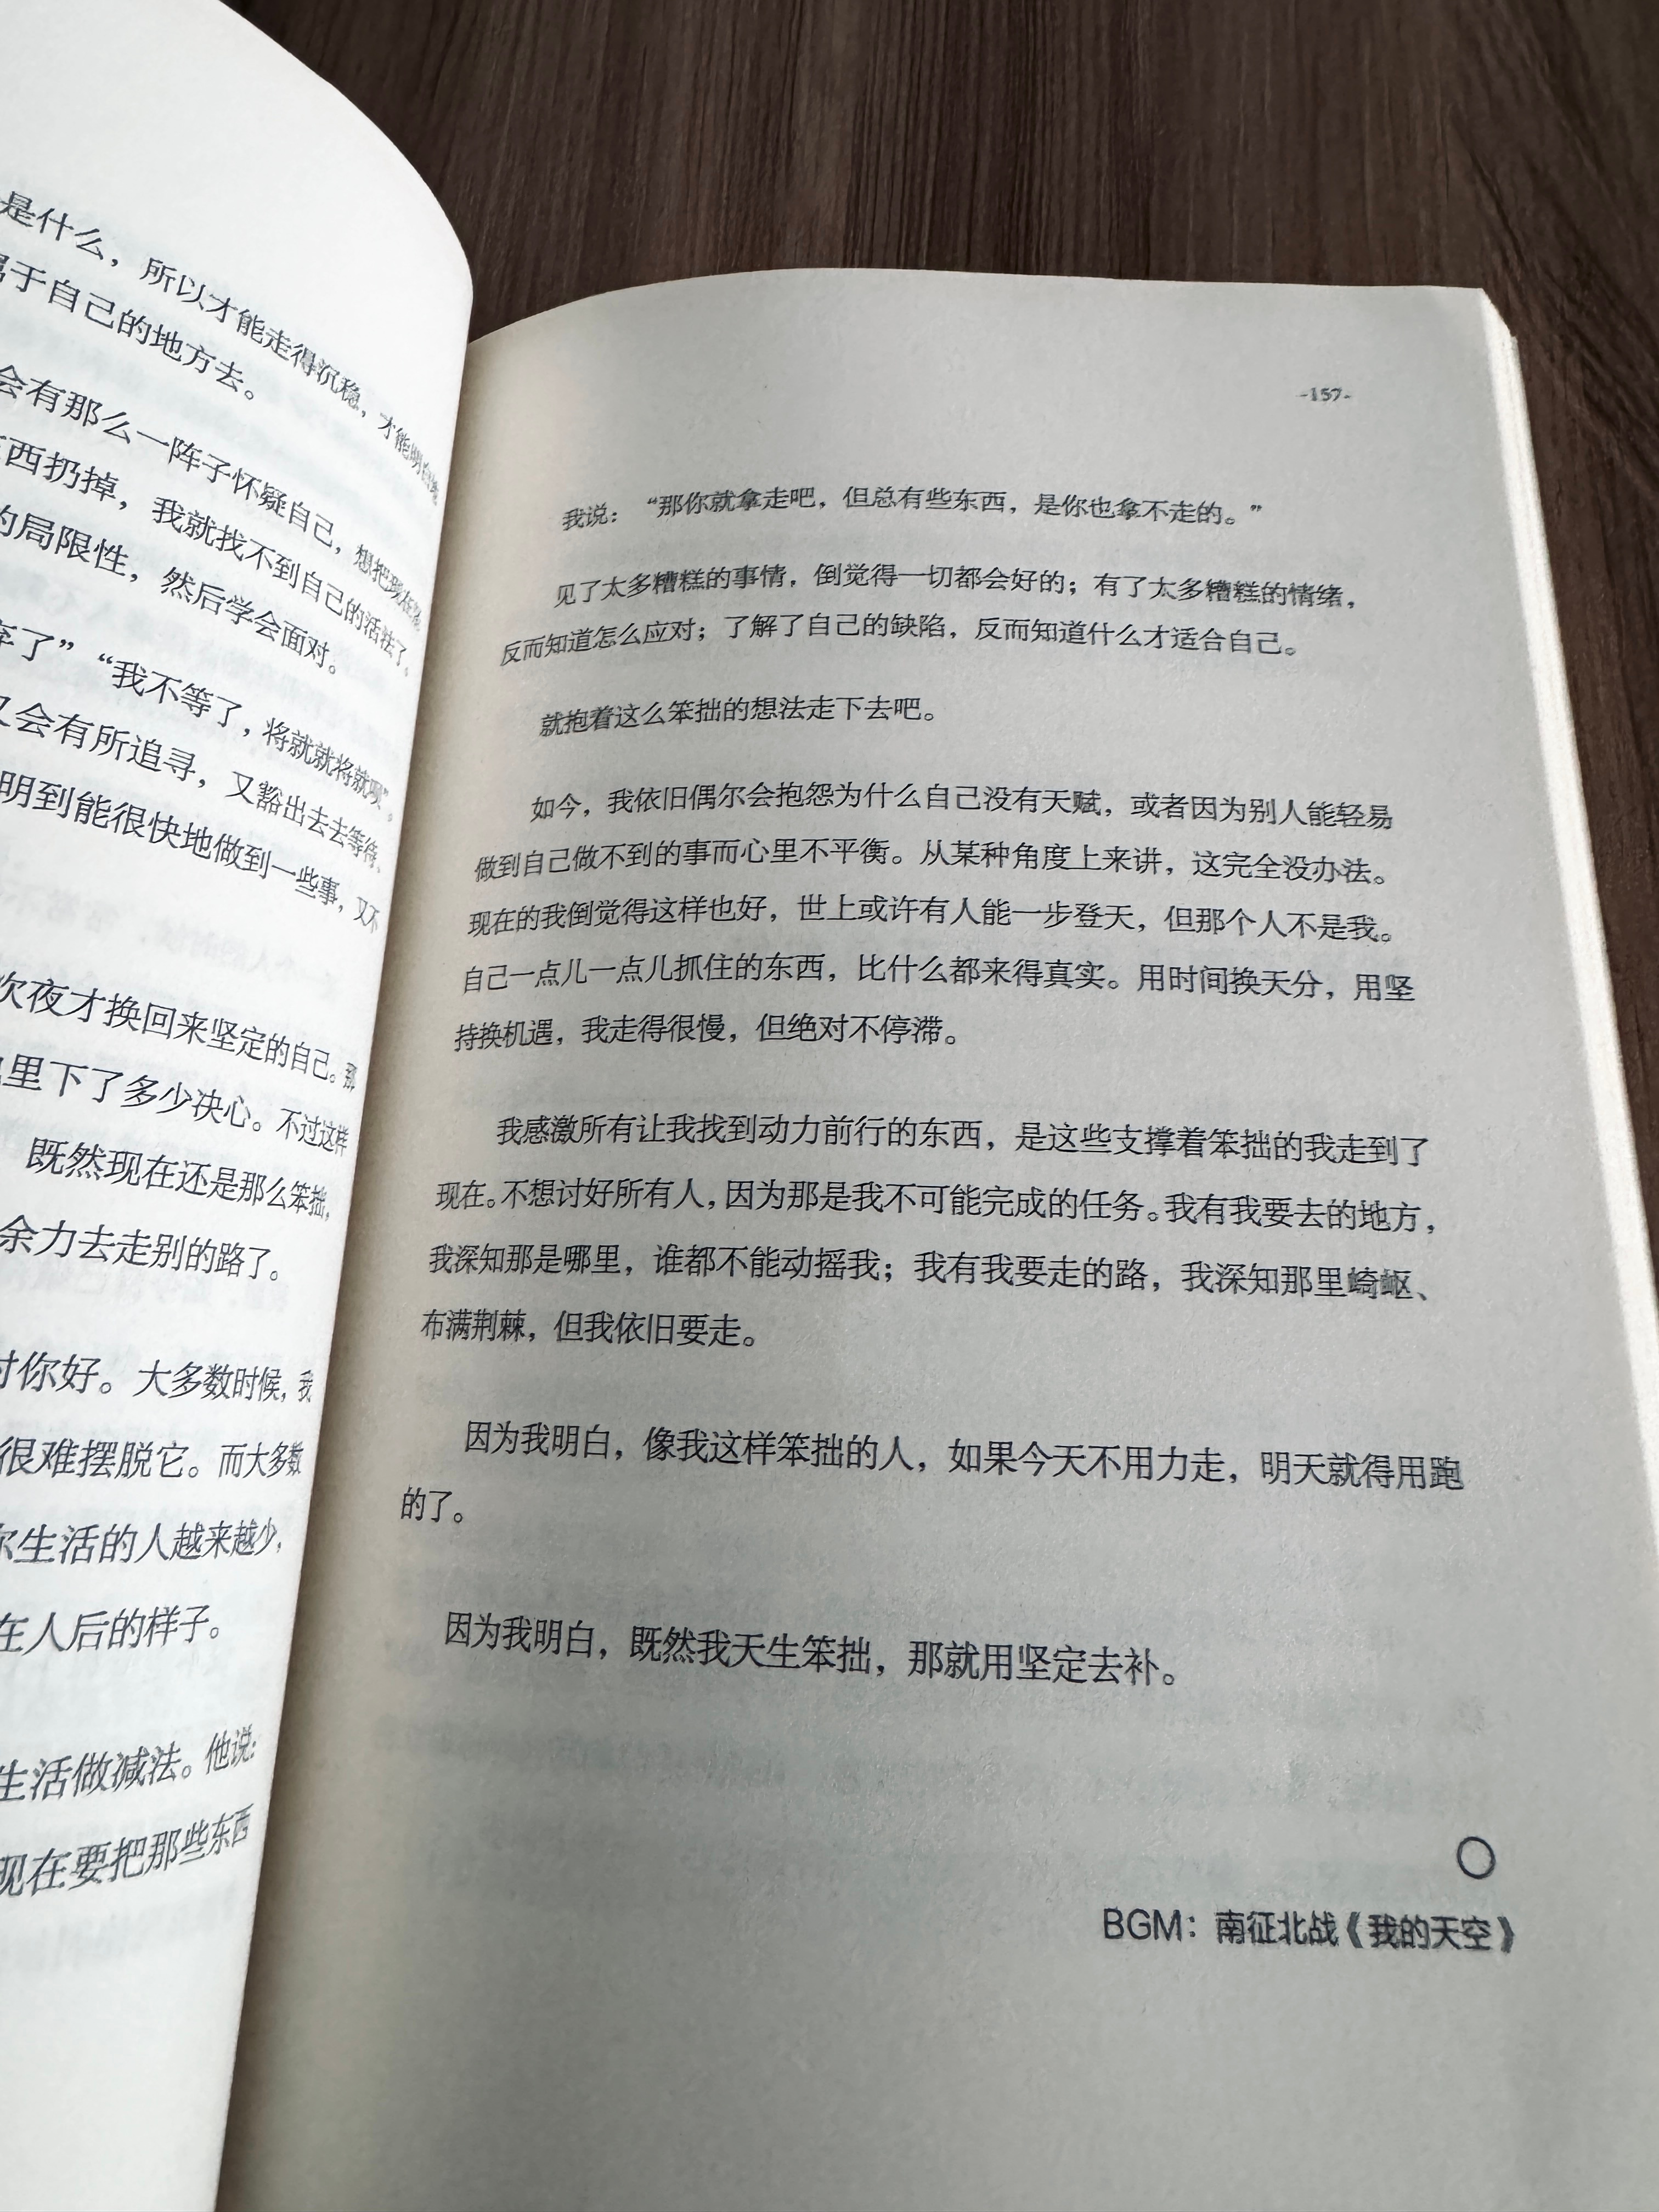 是什么，所以才能走得沉稳，才能明白
于自己的地方去。
会有那么一阵子怀疑自己，想把
西扔掉，我就找不到自己的活法了。
的局限性，然后学会面对。
弃了”“我不等了，将就就将就呗”。
又会有所追寻，又豁出去去等待、
明到能很快地做到一些事，又不
次夜才换回来坚定的自己。那
里下了多少决心。不过这样
既然现在还是那么笨拙，
余力去走别的路了。
对你好。大多数时候，我
很难摆脱它。而大多数
生活的人越来越少，
在人后的样子。
生活做减法。他说：
现在要把那些东西
-157-
我说：“那你就拿走吧，但总有些东西，是你也拿不走的。”
见了太多糟糕的事情，倒觉得一切都会好的；有了太多糟糕的情绪，
反而知道怎么应对；了解了自己的缺陷，反而知道什么才适合自己。
就抱着这么笨拙的想法走下去吧。
如今，我依旧偶尔会抱怨为什么自己没有天赋，或者因为别人能轻易
做到自己做不到的事而心里不平衡。从某种角度上来讲，这完全没办法。
现在的我倒觉得这样也好，世上或许有人能一步登天，但那个人不是我。
自己一点儿一点儿抓住的东西，比什么都来得真实。用时间换天分，用坚
持换机遇，我走得很慢，但绝对不停滞。
我感激所有让我找到动力前行的东西，是这些支撑着笨拙的我走到了
现在。不想讨好所有人，因为那是我不可能完成的任务。我有我要去的地方，
我深知那是哪里，谁都不能动摇我；我有我要走的路，我深知那里崎岖、
布满荆棘，但我依旧要走。
因为我明白，像我这样笨拙的人，如果今天不用力走，明天就得用跑
的了。
因为我明白，既然我天生笨拙，那就用坚定去补。
BGM：南征北战《我的天空》